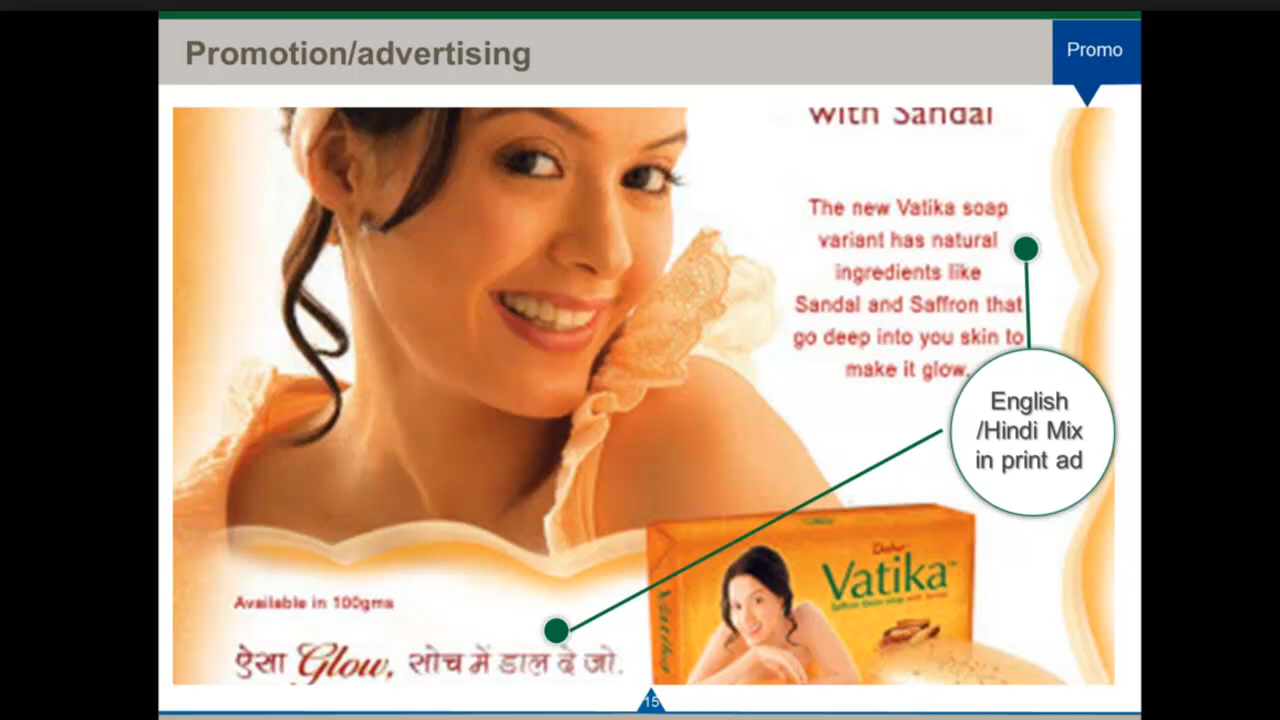 Promotion/advertising
Promo
with Sandal
The new Vatika soap
variant has natural
ingredients like
Sandal and Saffron that
go deep into you skin to
make it glow.
English
/Hindi Mix
in print ad
Dabur
Vatika
Vatika
Available in 100gms
ऐसा Glow, सोच में डाल दे जो.
15